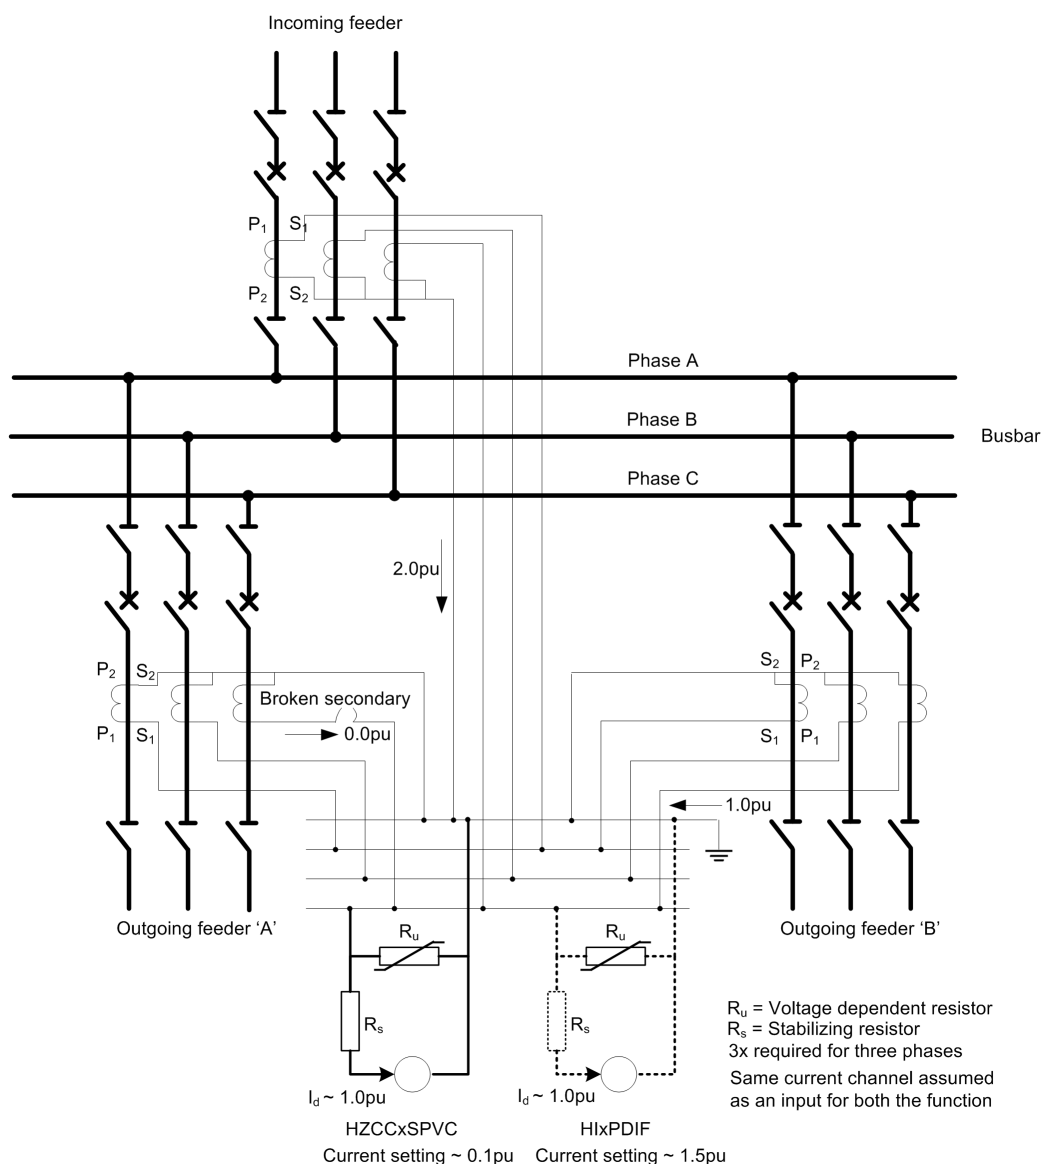 Incoming feeder
P1 S1
P2 S2
Phase A
Phase B
Busbar
Phase C
2.0pu
P2 S2
Broken secondary
0.0pu
P1 S1
S2 P2
S1 P1
1.0pu
Outgoing feeder ‘A’
Outgoing feeder ‘B’
Ru
Ru
Rs
Rs
Ru = Voltage dependent resistor
Rs = Stabilizing resistor
3x required for three phases
Same current channel assumed
as an input for both the function
Id ~ 1.0pu
Id ~ 1.0pu
HZCCxSPVC
HIxPDIF
Current setting ~ 0.1pu
Current setting ~ 1.5pu